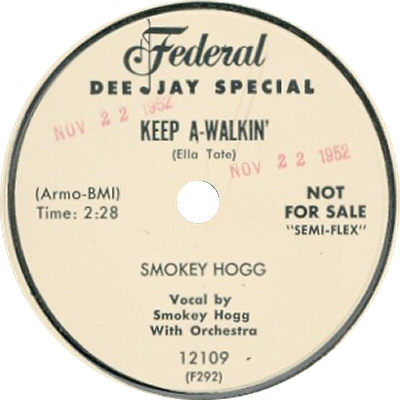 Federal
DEE JAY SPECIAL
NOV 22 1952
KEEP A-WALKIN'
(Ella Tate)
NOV 22 1952
(Armo-BMI)
Time: 2:28
NOT
FOR SALE
"SEMI-FLEX"
SMOKEY HOGG
Vocal by
Smokey Hogg
With Orchestra
12109
(F292)